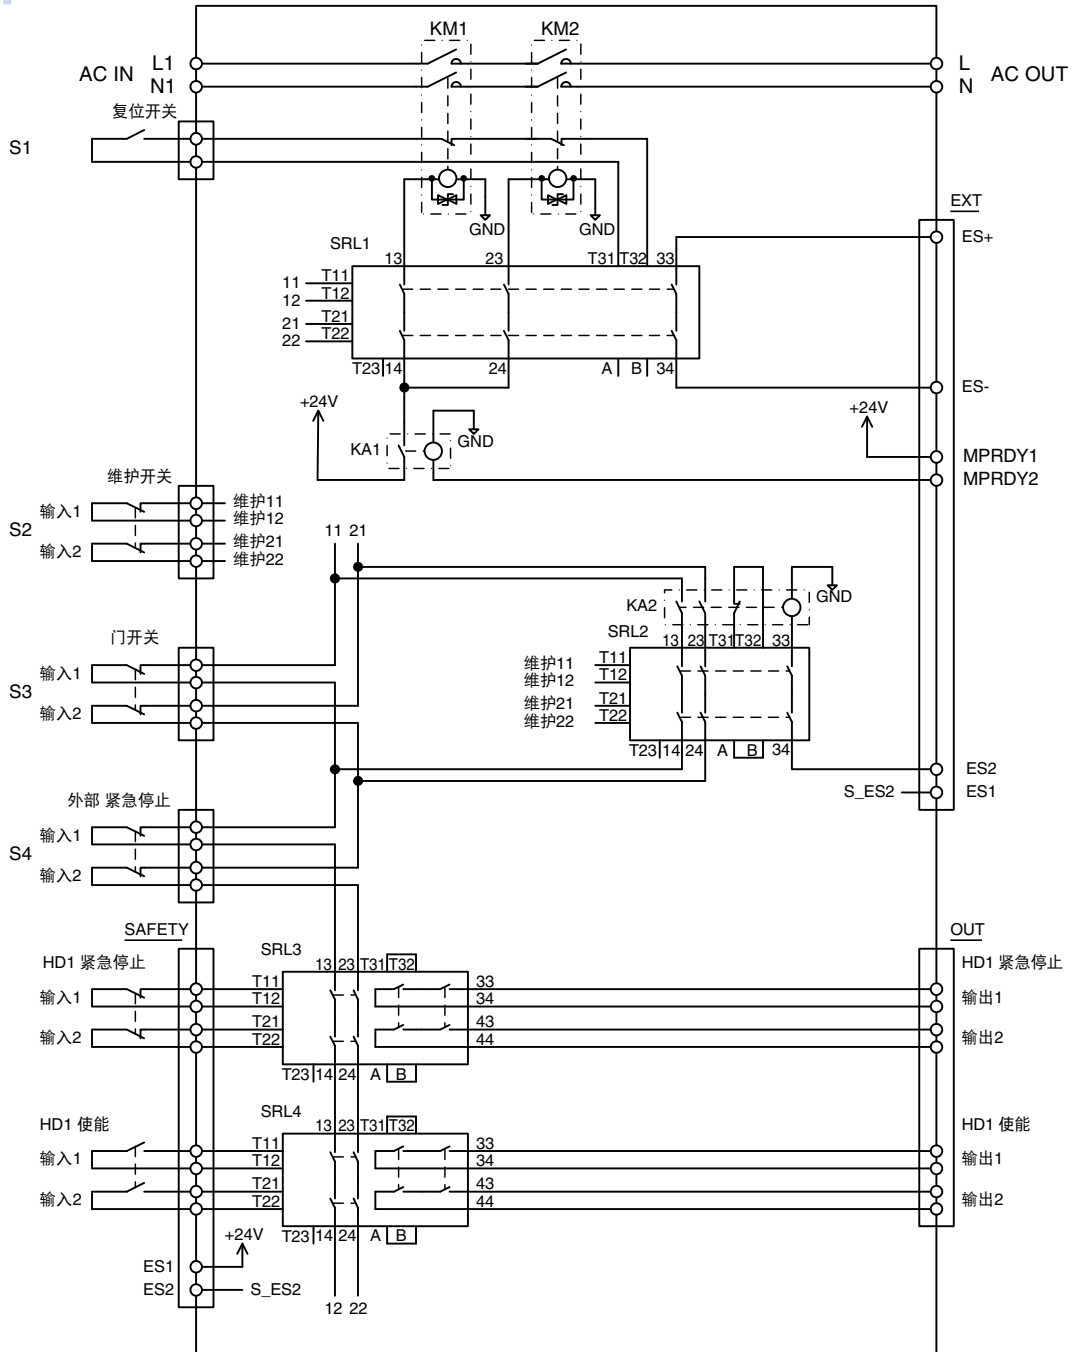 KM1 KM2
L1 L
AC IN AC OUT
N1 N
复位开关
S1
EXT
GND GND
ES+
SRL1
13 23 T31 T32 33
11 T11
12 T12
21 T21
22 T22
T23 14 24 A B 34
ES-
+24V +24V
KA1 GND
MPRDY1
MPRDY2
维护开关
S2
输入1 维护11
维护12
输入2 维护21
维护22
11 21
KA2 GND
SRL2
13 23 T31 T32 33
门开关
S3
输入1
输入2
维护11 T11
维护12 T12
维护21 T21
维护22 T22
T23 14 24 A B 34
ES2
S_ES2 ES1
外部 紧急停止
S4
输入1
输入2
SAFETY OUT
SRL3
HD1 紧急停止 HD1 紧急停止
13 23 T31 T32
输入1 T11 33 输出1
T12 34
输入2 T21 43 输出2
T22 44
T23 14 24 A B
SRL4
HD1 使能 HD1 使能
13 23 T31 T32
输入1 T11 33 输出1
T12 34
输入2 T21 43 输出2
T22 44
T23 14 24 A B
+24V
ES1
ES2 S_ES2
12 22